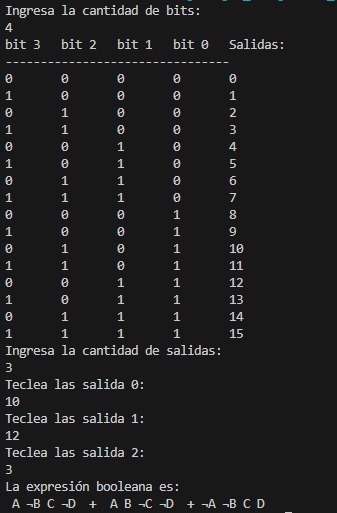 Ingresa la cantidad de bits:
4
bit 3 bit 2 bit 1 bit 0 Salidas:
--------------------------------
0 0 0 0 0
1 0 0 0 1
0 1 0 0 2
1 1 0 0 3
0 0 1 0 4
1 0 1 0 5
0 1 1 0 6
1 1 1 0 7
0 0 0 1 8
1 0 0 1 9
0 1 0 1 10
1 1 0 1 11
0 0 1 1 12
1 0 1 1 13
0 1 1 1 14
1 1 1 1 15
Ingresa la cantidad de salidas:
3
Teclea las salida 0:
10
Teclea las salida 1:
12
Teclea las salida 2:
3
La expresión booleana es:
A ¬B C ¬D + A B ¬C ¬D + ¬A ¬B C D